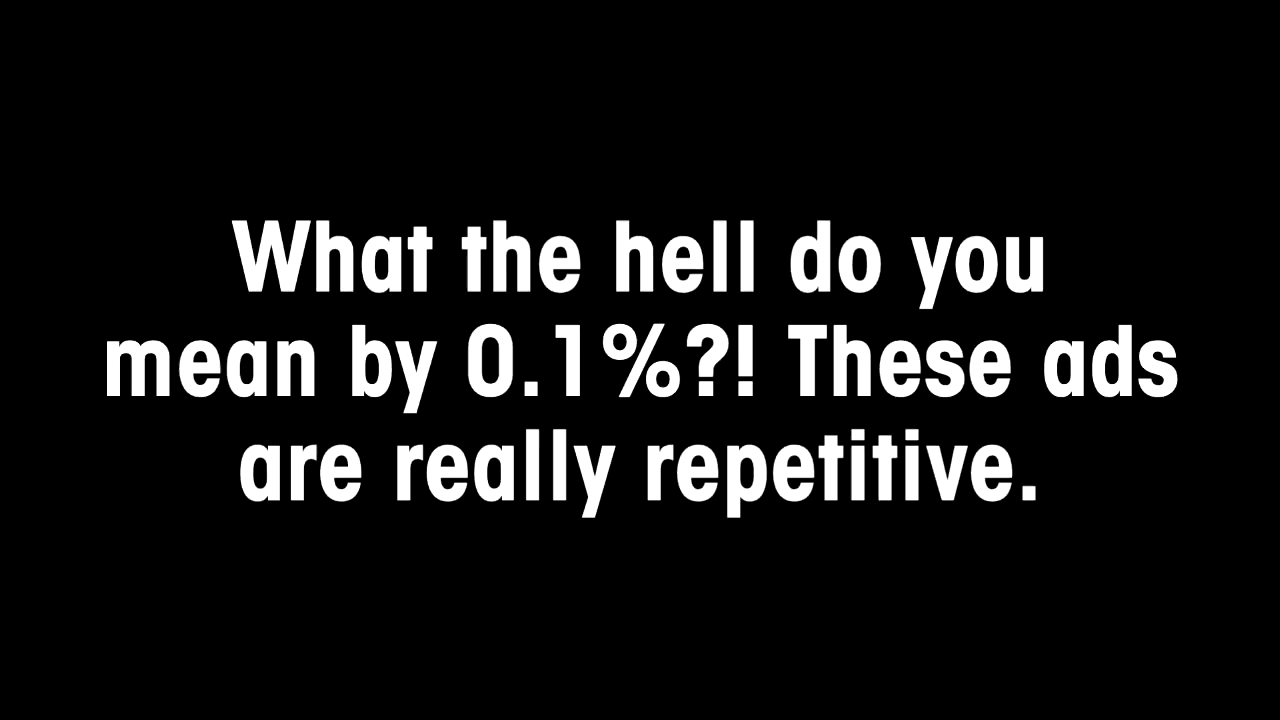 What the hell do you
mean by 0.1%?! These ads
are really repetitive.